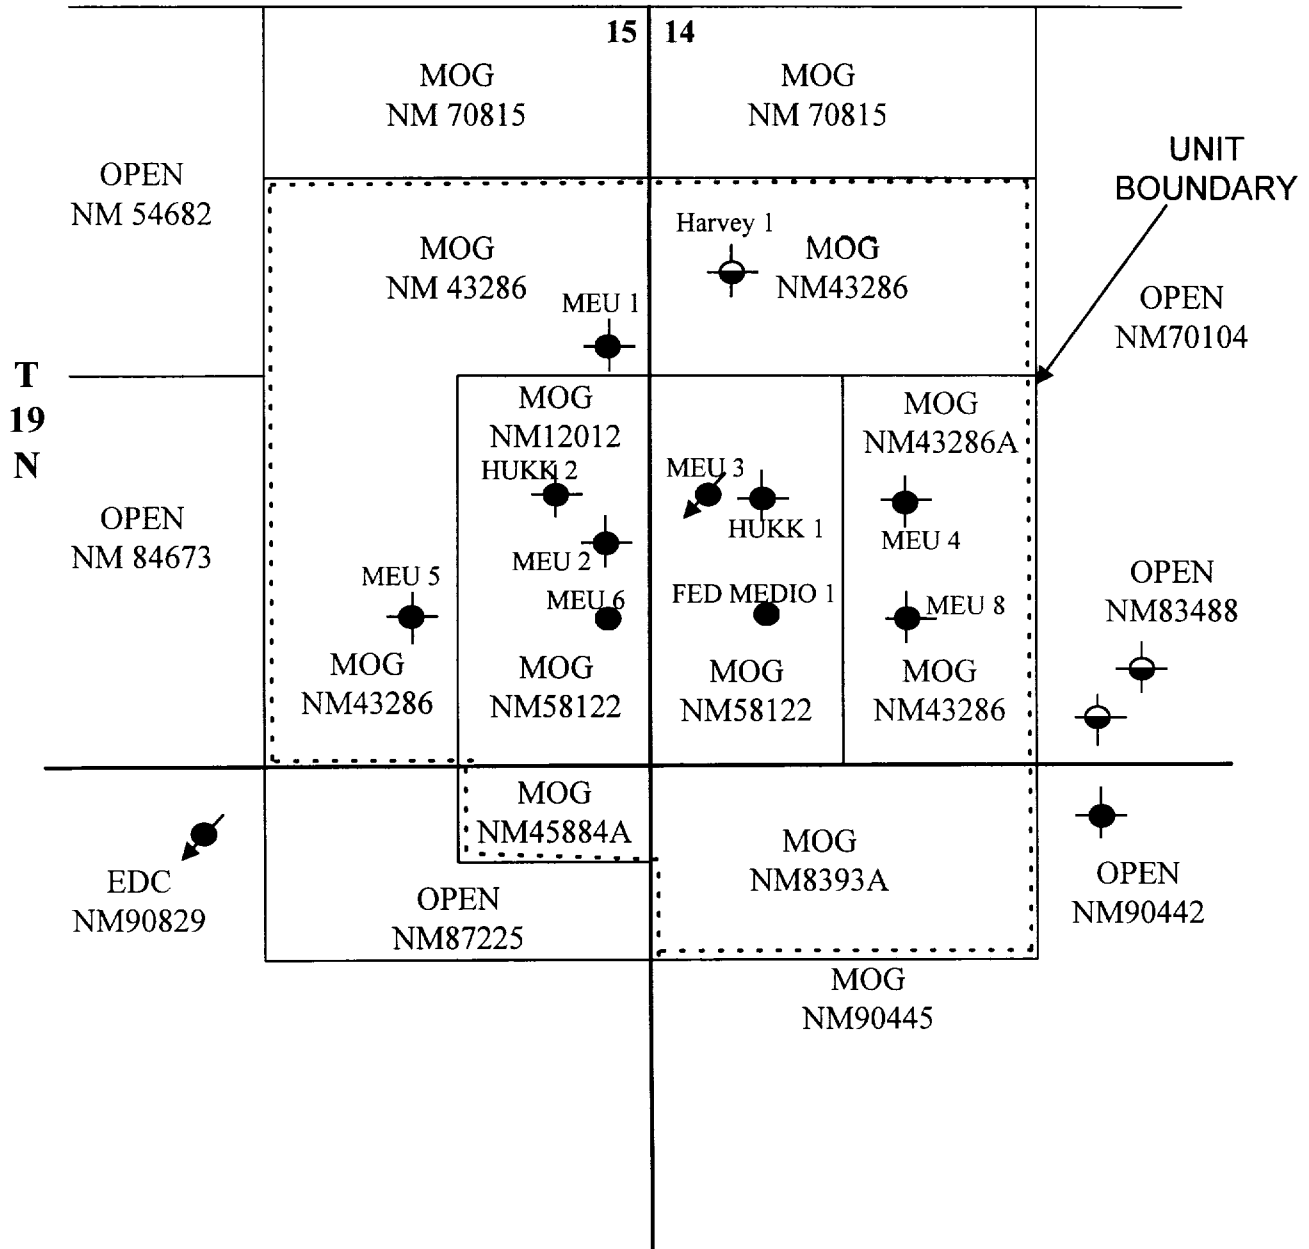 15 14
MOG
NM 70815
MOG
NM 70815
UNIT
BOUNDARY
OPEN
NM 54682
MOG
NM 43286
Harvey 1
MOG
NM43286
MEU 1
OPEN
NM70104
T
19
N
MOG
NM12012
HUKK 2
MEU 3
MOG
NM43286A
OPEN
NM 84673
MEU 2
HUKK 1
MEU 4
MEU 5
MEU 6
FED MEDIO 1
MEU 8
OPEN
NM83488
MOG
NM43286
MOG
NM58122
MOG
NM58122
MOG
NM43286
MOG
NM45884A
MOG
NM8393A
EDC
NM90829
OPEN
NM87225
OPEN
NM90442
MOG
NM90445